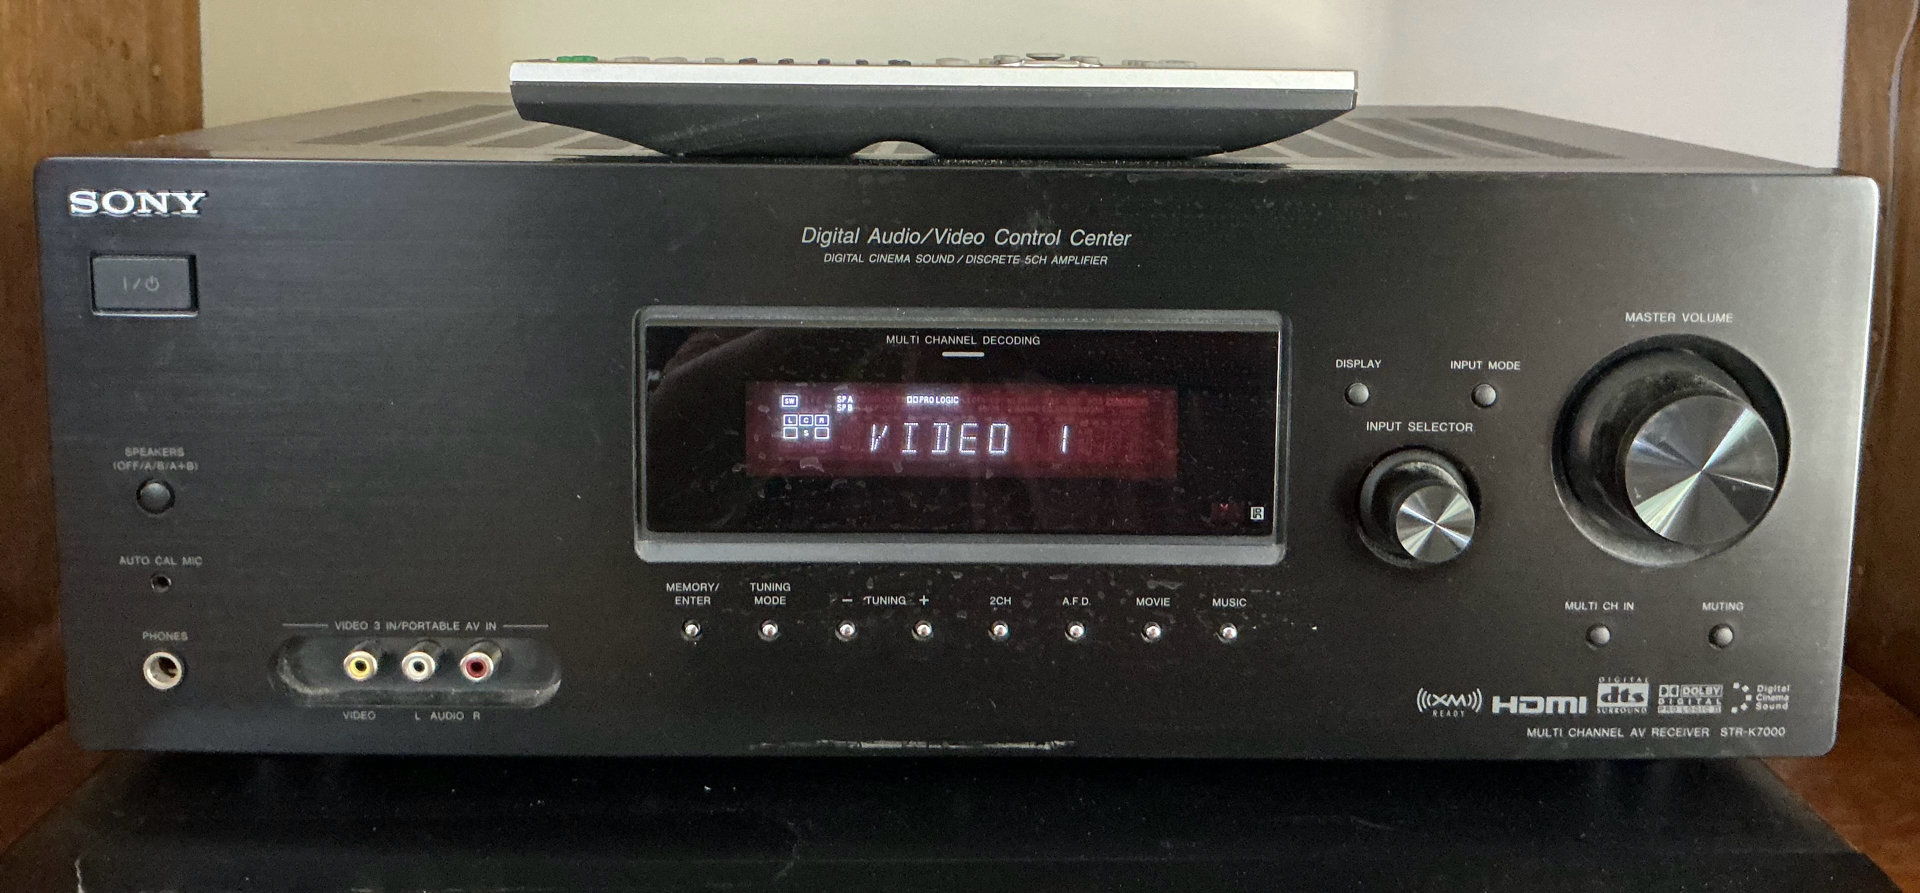 SONY
Digital Audio/Video Control Center
DIGITAL CINEMA SOUND / DISCRETE 5CH AMPLIFIER
I / ⏻
MULTI CHANNEL DECODING
SW
SP A
SP B
PRO LOGIC
L C R
S
VIDEO 1
IR
MASTER VOLUME
DISPLAY
INPUT MODE
INPUT SELECTOR
SPEAKERS
(OFF/A/B/A+B)
AUTO CAL MIC
PHONES
VIDEO 3 IN/PORTABLE AV IN
VIDEO
L AUDIO R
MEMORY/
ENTER
TUNING
MODE
− TUNING +
2CH
A.F.D.
MOVIE
MUSIC
MULTI CH IN
MUTING
((XM))
READY
HDMI
DIGITAL
dts
SURROUND
DOLBY
DIGITAL
PRO LOGIC II
Digital
Cinema
Sound
MULTI CHANNEL AV RECEIVER STR-K7000